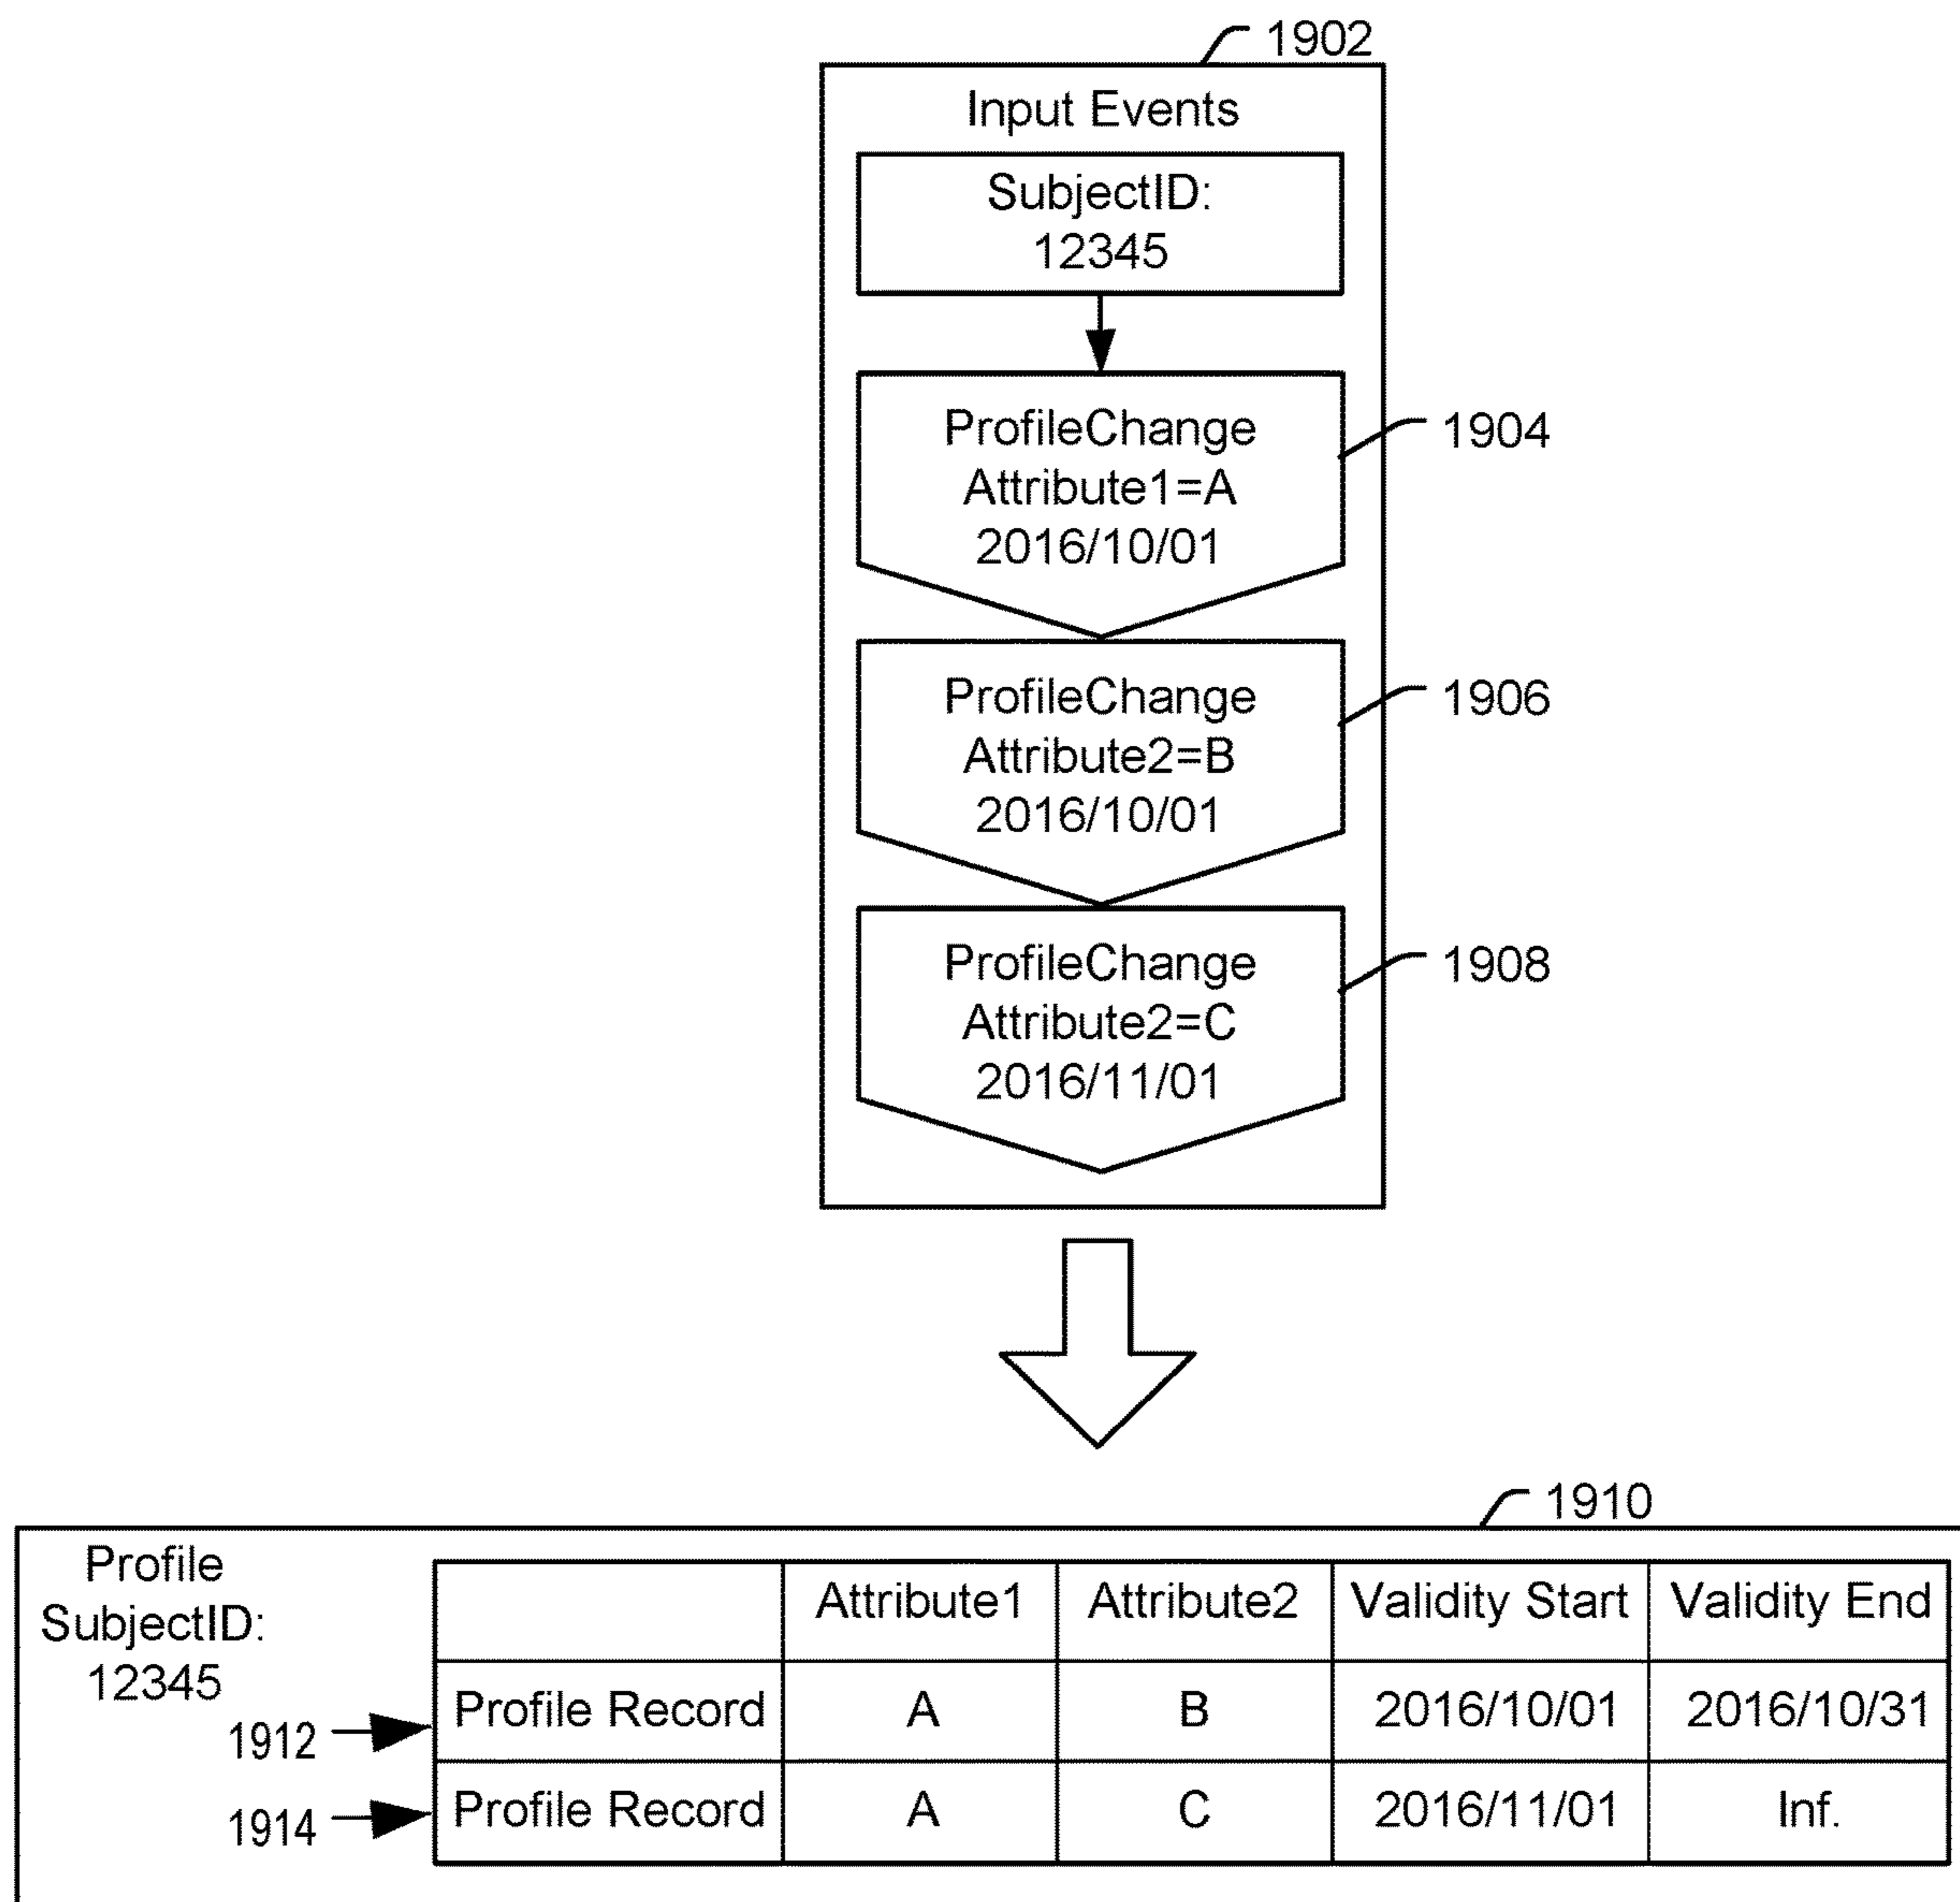 1902
Input Events
SubjectID:
12345
ProfileChange
Attribute1=A
2016/10/01
1904
ProfileChange
Attribute2=B
2016/10/01
1906
ProfileChange
Attribute2=C
2016/11/01
1908
1910
Profile
SubjectID:
12345
Attribute1 Attribute2 Validity Start Validity End
1912 Profile Record A B 2016/10/01 2016/10/31
1914 Profile Record A C 2016/11/01 Inf.